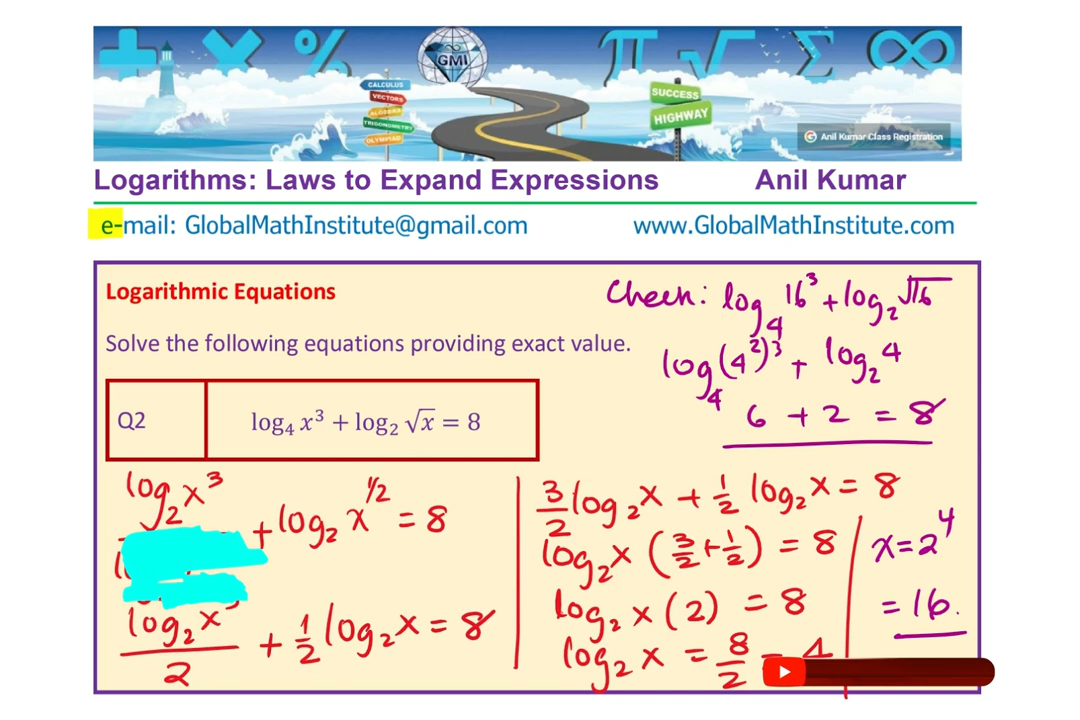 GMI
CALCULUS
VECTORS
ALGEBRA
TRIGONOMETRY
OLYMPIAD
SUCCESS
HIGHWAY
Anil Kumar Class Registration
Logarithms: Laws to Expand Expressions Anil Kumar
e-mail: GlobalMathInstitute@gmail.com www.GlobalMathInstitute.com
Logarithmic Equations
Solve the following equations providing exact value.
Q2 log₄ x³ + log₂ √x = 8
Check: log₄ 16³ + log₂ √16
log₄ (4²)³ + log₂ 4
6 + 2 = 8
log₂ x³
+ log₂ x^1/2 = 8
log₂ x³
/2 + 1/2 log₂ x = 8
3/2 log₂ x + 1/2 log₂ x = 8
log₂ x (3/2 + 1/2) = 8
log₂ x (2) = 8
log₂ x = 8/2 = 4
x = 2⁴
= 16.